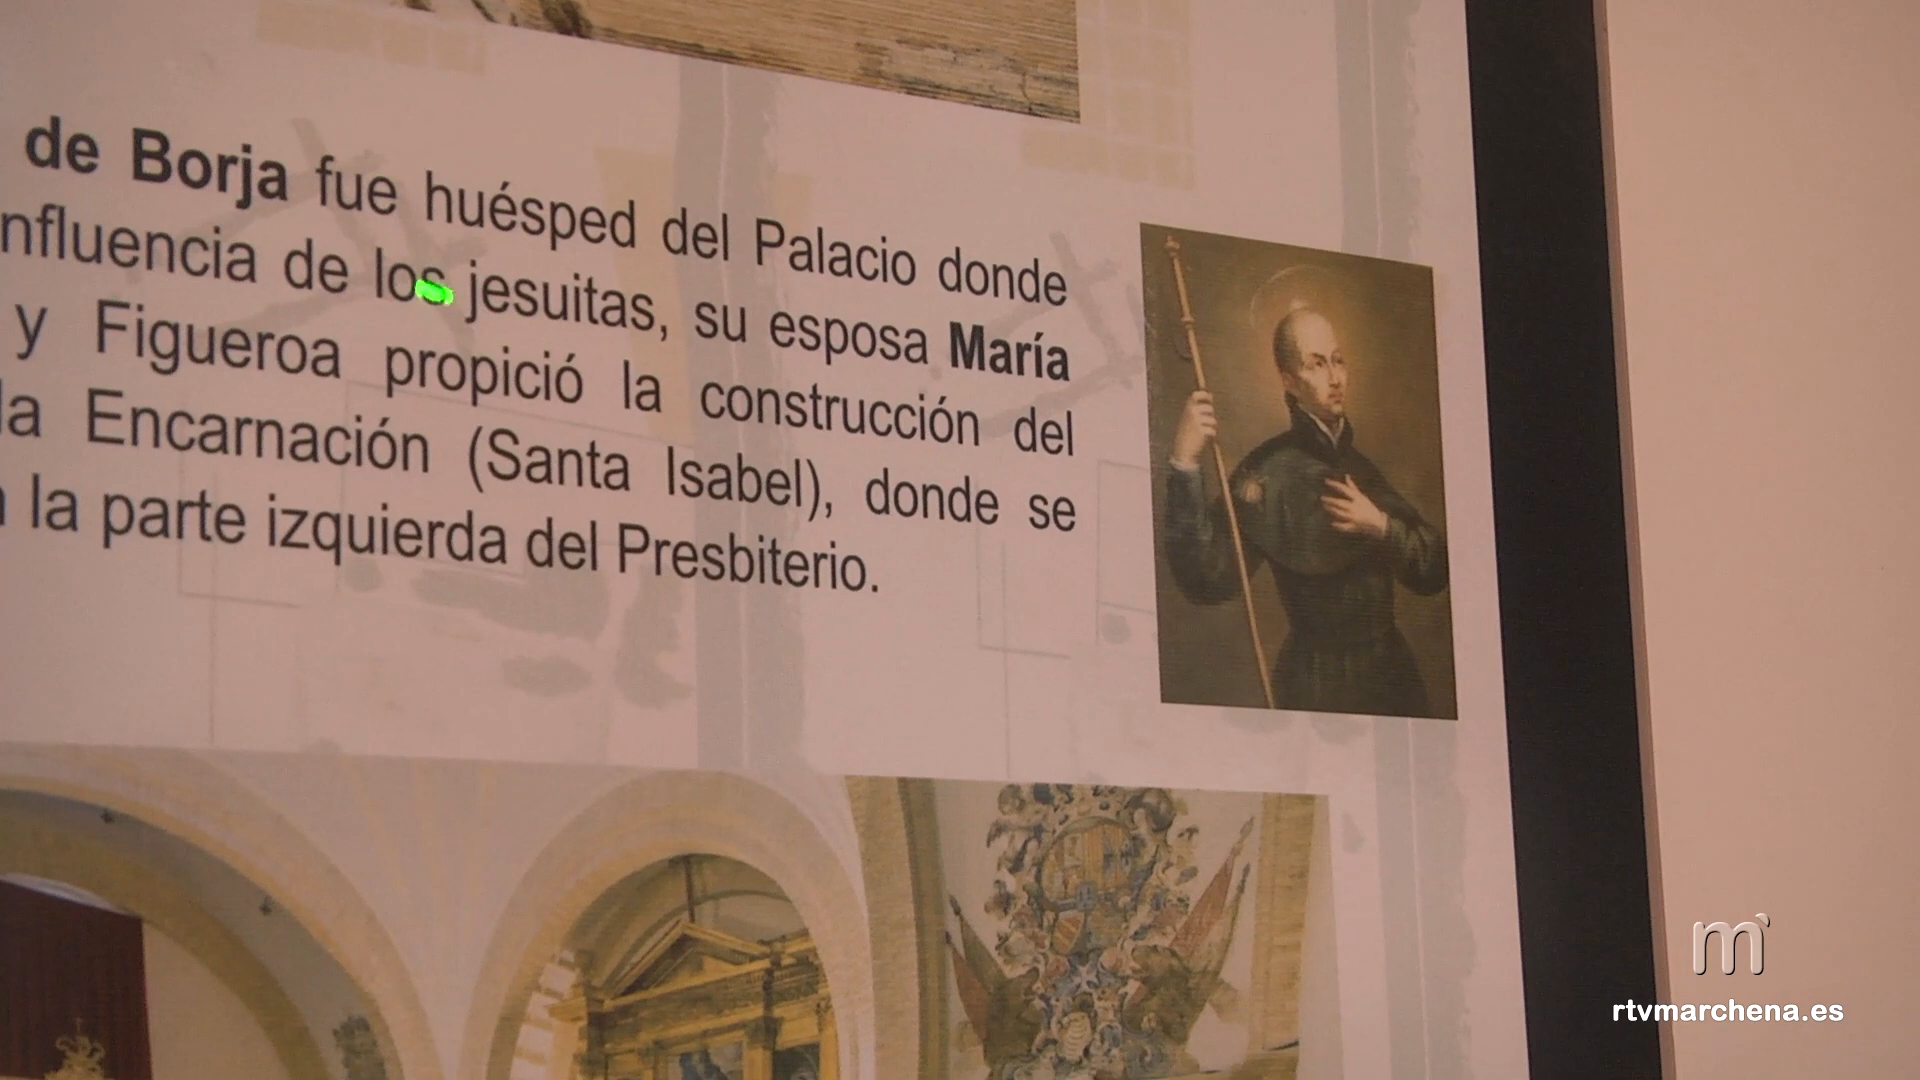 de Borja fue huésped del Palacio donde
nfluencia de los jesuitas, su esposa María
y Figueroa propició la construcción del
la Encarnación (Santa Isabel), donde se
la parte izquierda del Presbiterio.
m
rtvmarchena.es